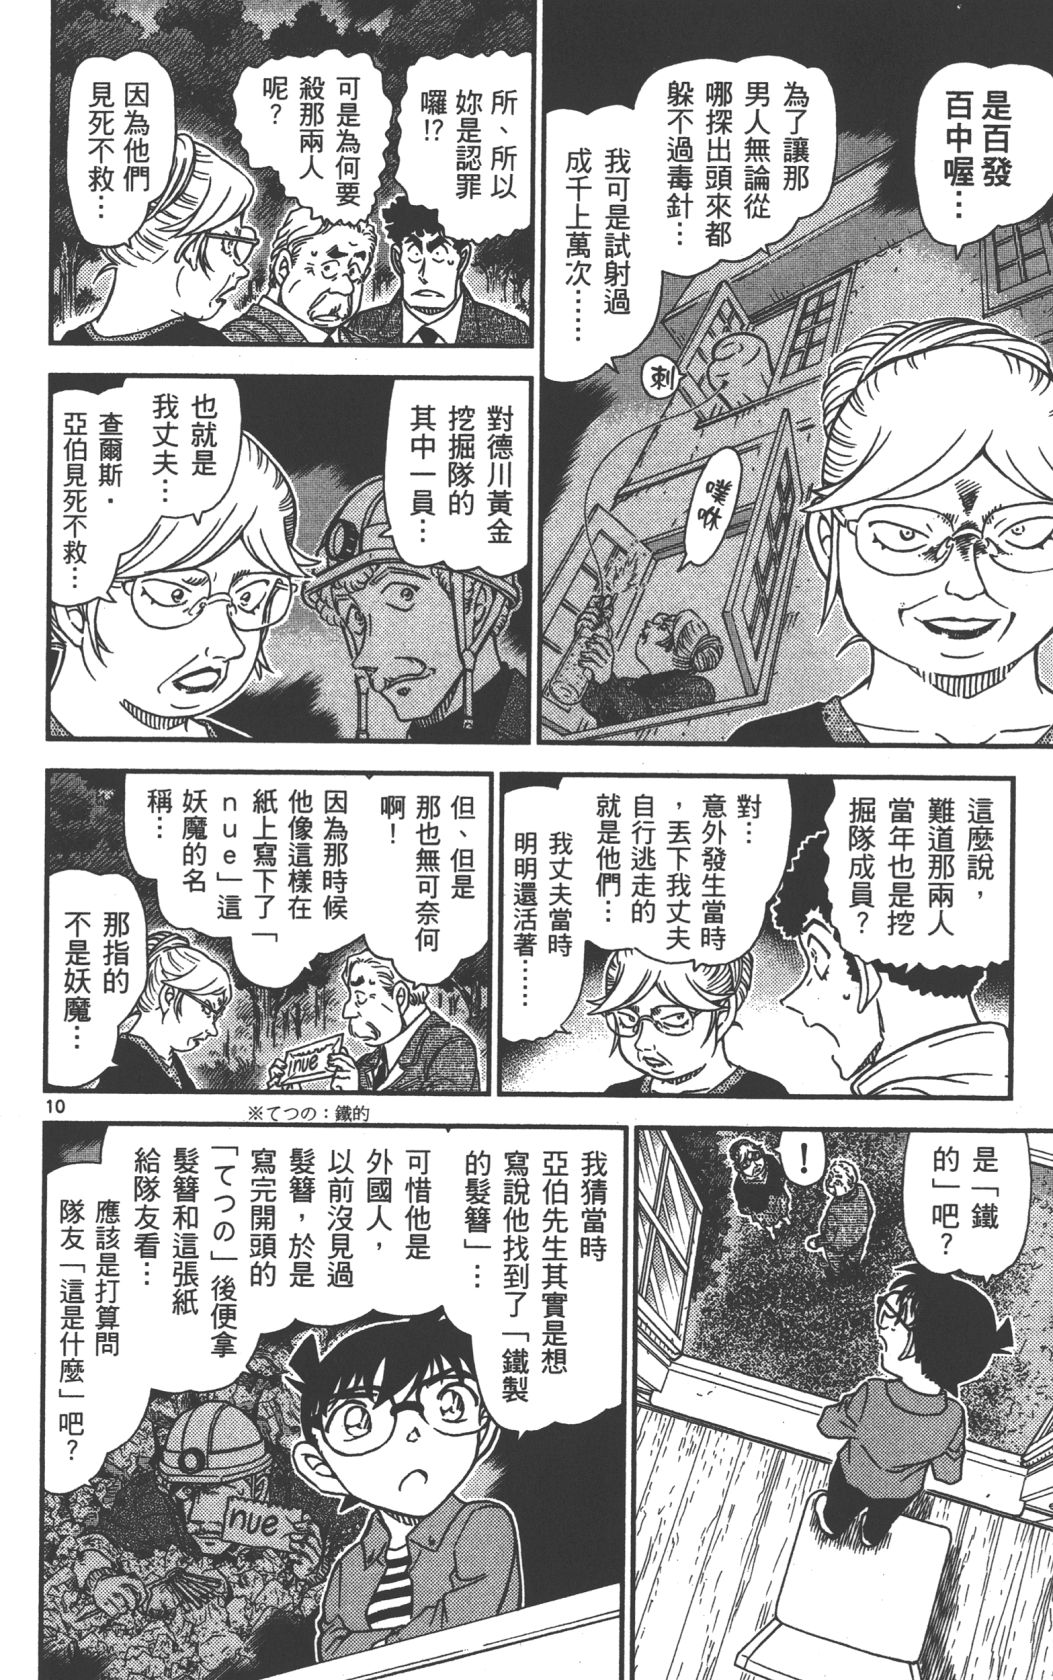 是百發
百中喔…
為了讓那
男人無論從
哪探出頭來都
躲不過毒針…
我可是試射過
成千上萬次……
刺
噗咻
所、所以
妳是認罪
囉!?
可是為何要
殺那兩人
呢?
因為他們
見死不救…
對德川黃金
挖掘隊的
其中一員…
也就是
我丈夫…
查爾斯．
亞伯見死不救…
這麼說，
難道那兩人
當年也是挖
掘隊成員?
對…
意外發生當時
，丟下我丈夫
自行逃走的
就是他們…
我丈夫當時
明明還活著……
但、但是
那也無可奈何
啊！
因為那時候
他像這樣在
紙上寫下了「
nue」這
妖魔的名
稱…
inue
那指的
不是妖魔…
10
※てつの：鐵的
是「鐵
的」吧?
！
我猜當時
亞伯先生其實是想
寫說他找到了「鐵製
的髮簪」…
可惜他是
外國人，
以前沒見過
髮簪，於是
寫完開頭的
「てつの」後便拿
髮簪和這張紙
給隊友看…
應該是打算問
隊友「這是什麼」吧?
nue